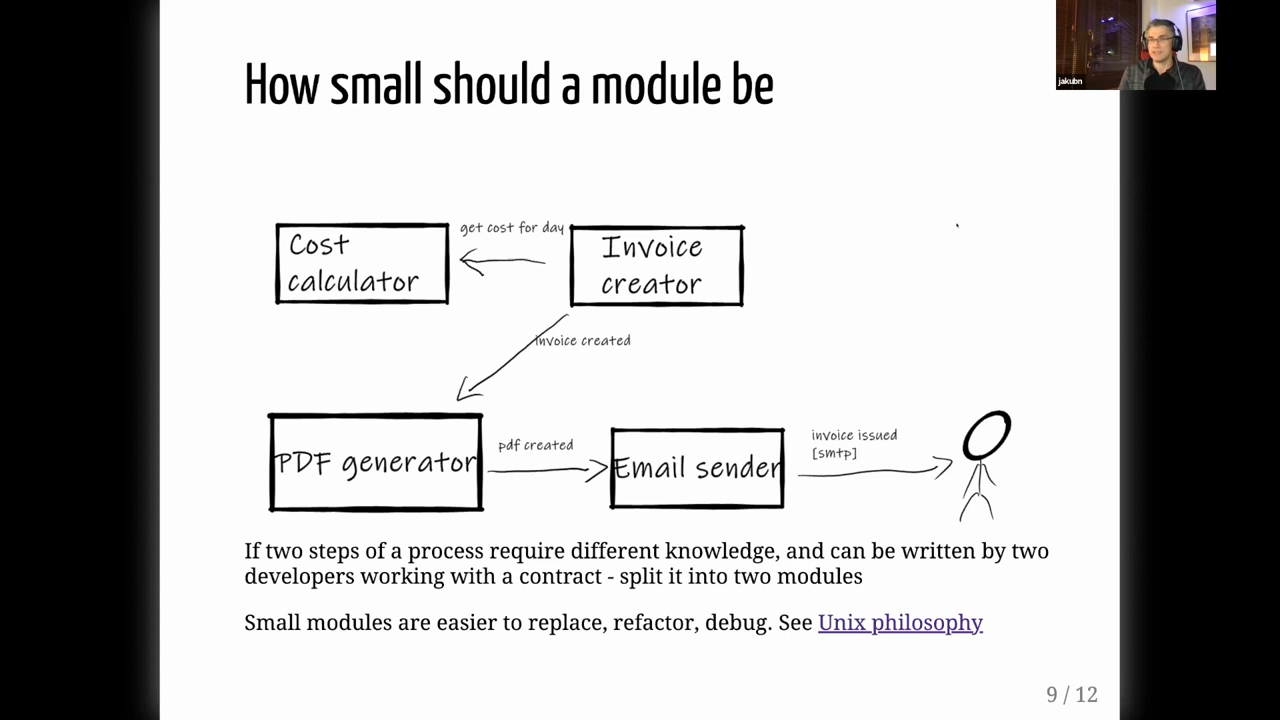 How small should a module be
jakubn
Cost
calculator
get cost for day
Invoice
creator
invoice created
PDF generator
pdf created
Email sender
invoice issued
[smtp]
If two steps of a process require different knowledge, and can be written by two
developers working with a contract - split it into two modules
Small modules are easier to replace, refactor, debug. See Unix philosophy
9 / 12